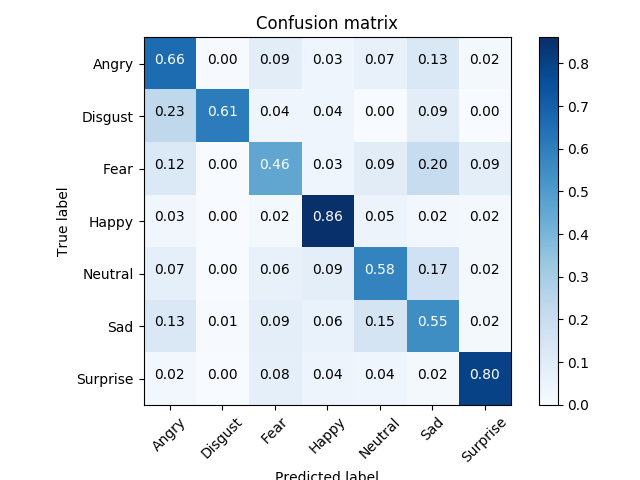 Confusion matrix
Angry 0.66 0.00 0.09 0.03 0.07 0.13 0.02
Disgust 0.23 0.61 0.04 0.04 0.00 0.09 0.00
Fear 0.12 0.00 0.46 0.03 0.09 0.20 0.09
Happy 0.03 0.00 0.02 0.86 0.05 0.02 0.02
Neutral 0.07 0.00 0.06 0.09 0.58 0.17 0.02
Sad 0.13 0.01 0.09 0.06 0.15 0.55 0.02
Surprise 0.02 0.00 0.08 0.04 0.04 0.02 0.80
True label
Angry Disgust Fear Happy Neutral Sad Surprise
Predicted label
0.8
0.7
0.6
0.5
0.4
0.3
0.2
0.1
0.0